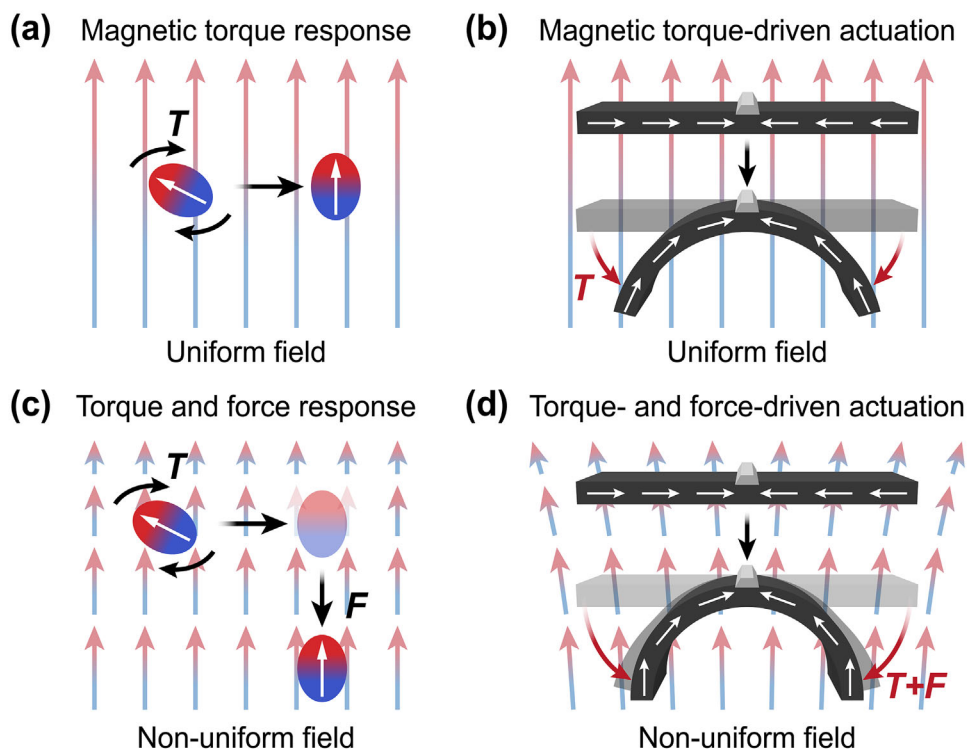 (a) Magnetic torque response
T
Uniform field
(b) Magnetic torque-driven actuation
T
Uniform field
(c) Torque and force response
T
F
Non-uniform field
(d) Torque- and force-driven actuation
T+F
Non-uniform field